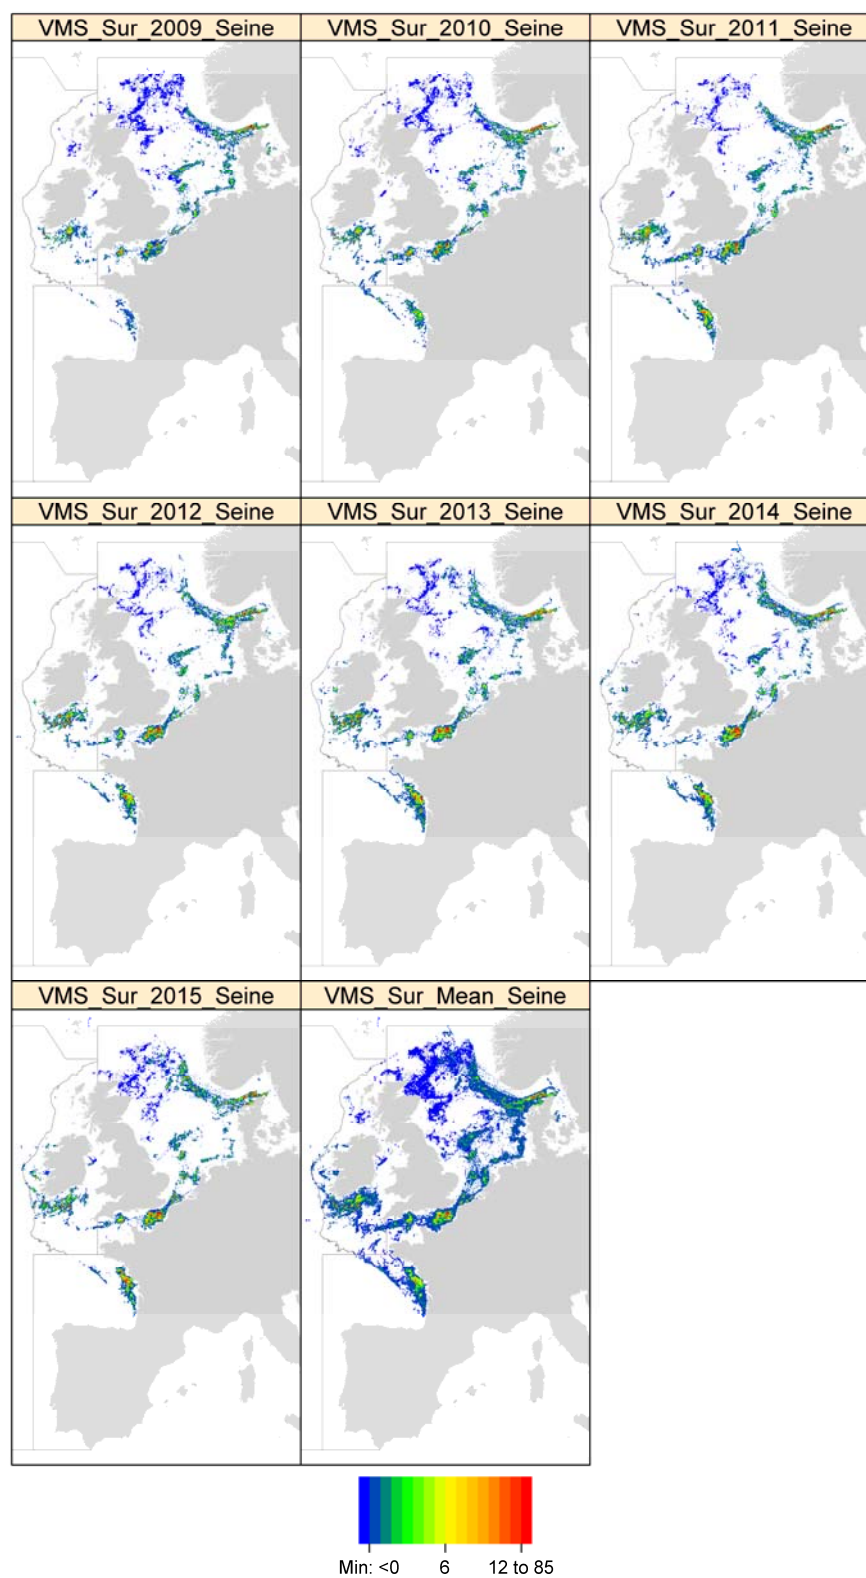 VMS_Sur_2009_Seine
VMS_Sur_2010_Seine
VMS_Sur_2011_Seine
VMS_Sur_2012_Seine
VMS_Sur_2013_Seine
VMS_Sur_2014_Seine
VMS_Sur_2015_Seine
VMS_Sur_Mean_Seine
Min: <0 6 12 to 85